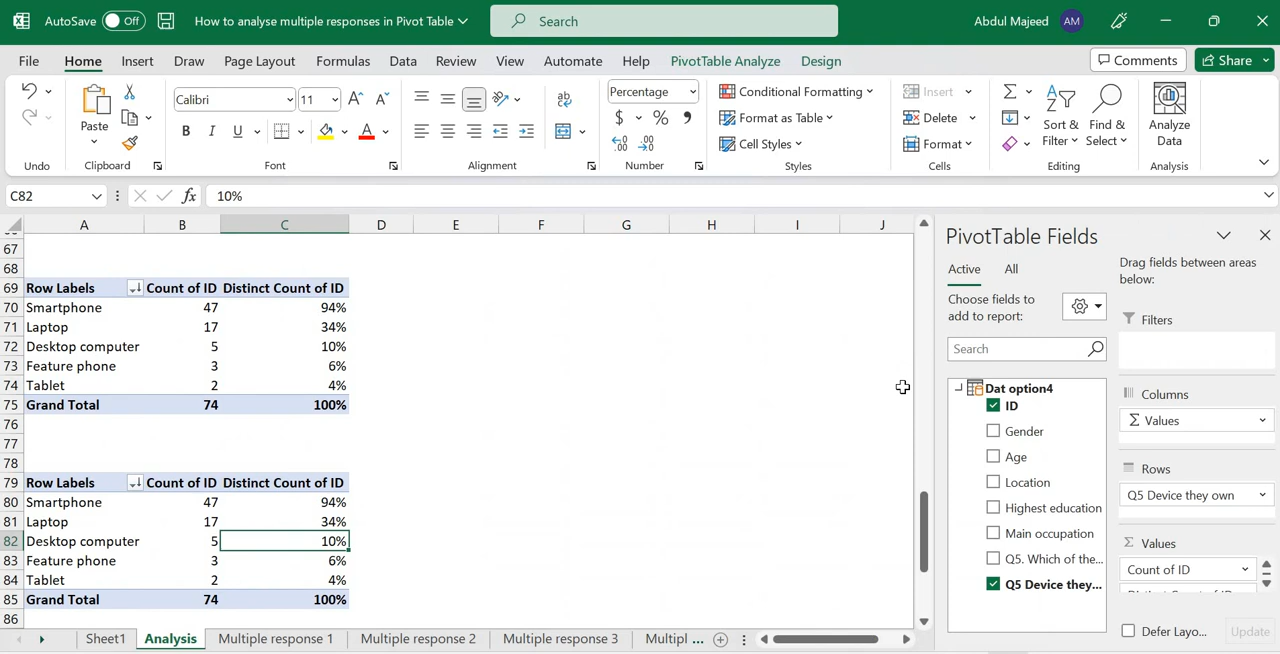 AutoSave Off How to analyse multiple responses in Pivot Table Search Abdul Majeed AM
File Home Insert Draw Page Layout Formulas Data Review View Automate Help PivotTable Analyze Design Comments Share
Calibri 11 Percentage Conditional Formatting Insert
Paste B I U Format as Table Delete Sort & Filter Find & Select Analyze Data
$ % Cell Styles Format
Undo Clipboard Font Alignment Number Styles Cells Editing Analysis
C82 fx 10%
A B C D E F G H I J
67
68
69 Row Labels Count of ID Distinct Count of ID
70 Smartphone 47 94%
71 Laptop 17 34%
72 Desktop computer 5 10%
73 Feature phone 3 6%
74 Tablet 2 4%
75 Grand Total 74 100%
76
77
78
79 Row Labels Count of ID Distinct Count of ID
80 Smartphone 47 94%
81 Laptop 17 34%
82 Desktop computer 5 10%
83 Feature phone 3 6%
84 Tablet 2 4%
85 Grand Total 74 100%
86
Sheet1 Analysis Multiple response 1 Multiple response 2 Multiple response 3 Multipl ...
PivotTable Fields
Active All
Choose fields to
add to report:
Search
Dat option4
ID
Gender
Age
Location
Highest education
Main occupation
Q5. Which of the...
Q5 Device they...
Drag fields between areas
below:
Filters
Columns
Σ Values
Rows
Q5 Device they own
Σ Values
Count of ID
Defer Layo... Update